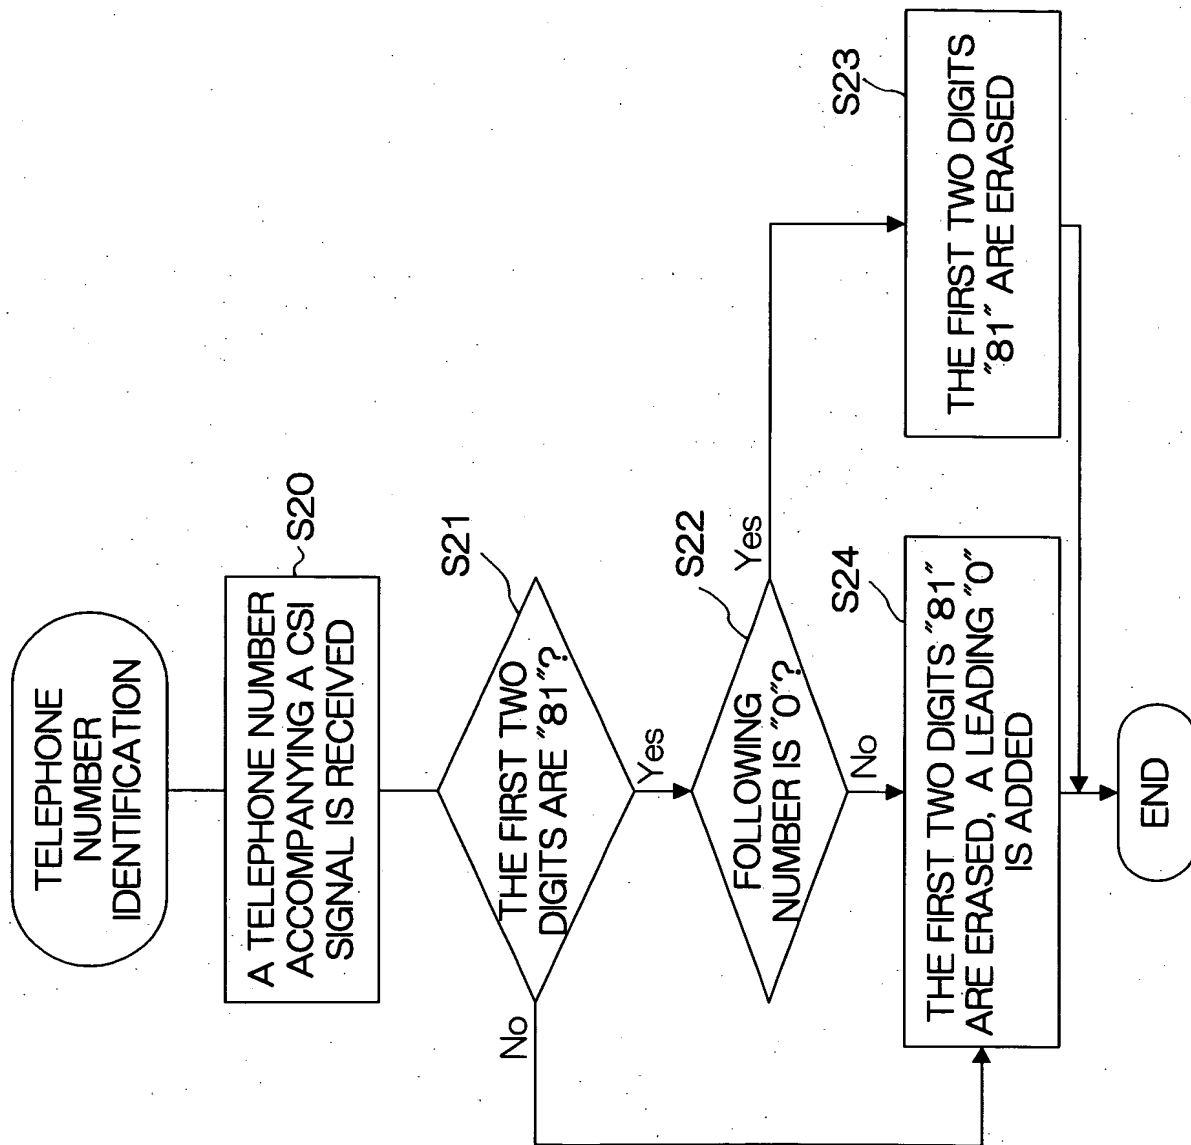 TELEPHONE
NUMBER
IDENTIFICATION
S20
A TELEPHONE NUMBER
ACCOMPANYING A CSI
SIGNAL IS RECEIVED
S21
THE FIRST TWO
DIGITS ARE "81"?
No
Yes
S22
FOLLOWING
NUMBER IS "0"?
Yes
No
S23
THE FIRST TWO DIGITS
"81" ARE ERASED
S24
THE FIRST TWO DIGITS "81"
ARE ERASED, A LEADING "0"
IS ADDED
END